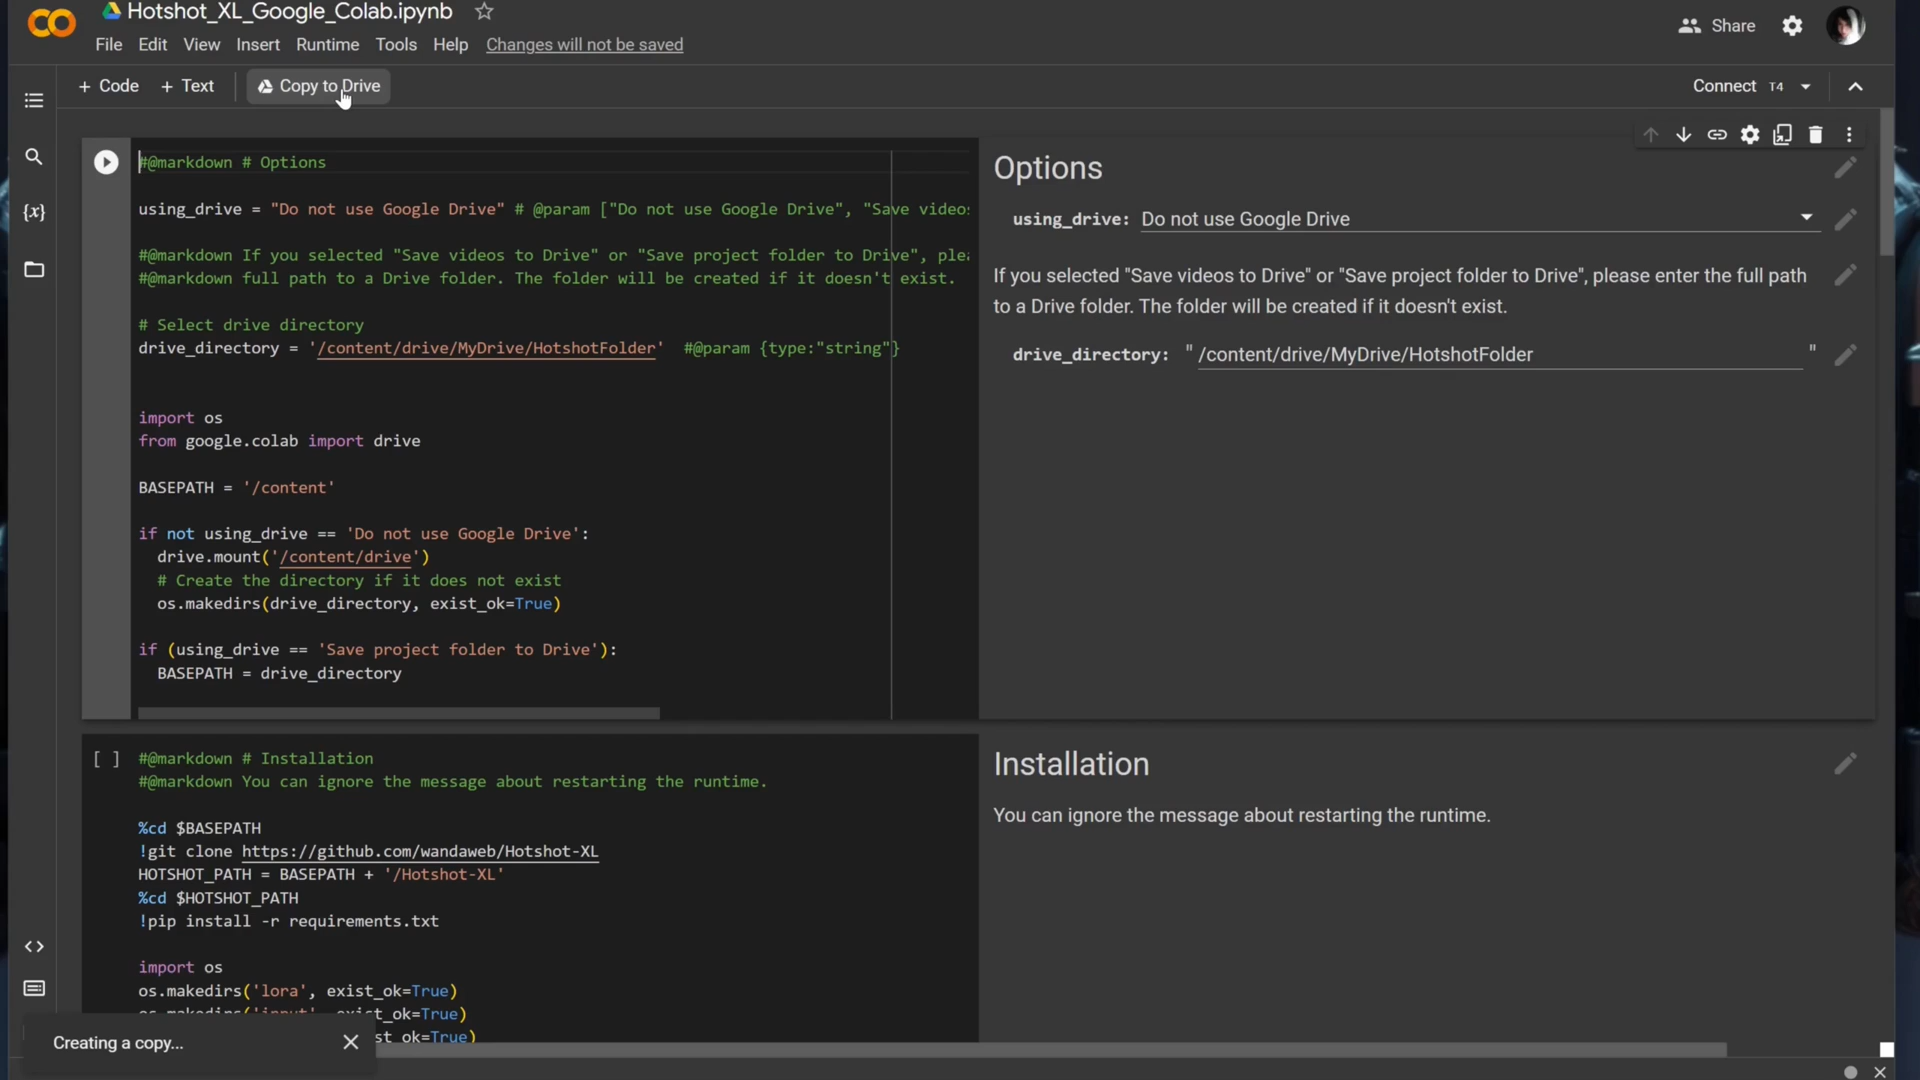 Hotshot_XL_Google_Colab.ipynb
File Edit View Insert Runtime Tools Help Changes will not be saved
Share
+ Code + Text Copy to Drive
Connect T4
#@markdown # Options
using_drive = "Do not use Google Drive" # @param ["Do not use Google Drive", "Save videos
#@markdown If you selected "Save videos to Drive" or "Save project folder to Drive", plea
#@markdown full path to a Drive folder. The folder will be created if it doesn't exist.
# Select drive directory
drive_directory = '/content/drive/MyDrive/HotshotFolder' #@param {type:"string"}
import os
from google.colab import drive
BASEPATH = '/content'
if not using_drive == 'Do not use Google Drive':
drive.mount('/content/drive')
# Create the directory if it does not exist
os.makedirs(drive_directory, exist_ok=True)
if (using_drive == 'Save project folder to Drive'):
BASEPATH = drive_directory
Options
using_drive: Do not use Google Drive
If you selected "Save videos to Drive" or "Save project folder to Drive", please enter the full path
to a Drive folder. The folder will be created if it doesn't exist.
drive_directory: " /content/drive/MyDrive/HotshotFolder "
[ ] #@markdown # Installation
#@markdown You can ignore the message about restarting the runtime.
%cd $BASEPATH
!git clone https://github.com/wandaweb/Hotshot-XL
HOTSHOT_PATH = BASEPATH + '/Hotshot-XL'
%cd $HOTSHOT_PATH
!pip install -r requirements.txt
import os
os.makedirs('lora', exist_ok=True)
exist_ok=True)
st_ok=True)
Installation
You can ignore the message about restarting the runtime.
Creating a copy...